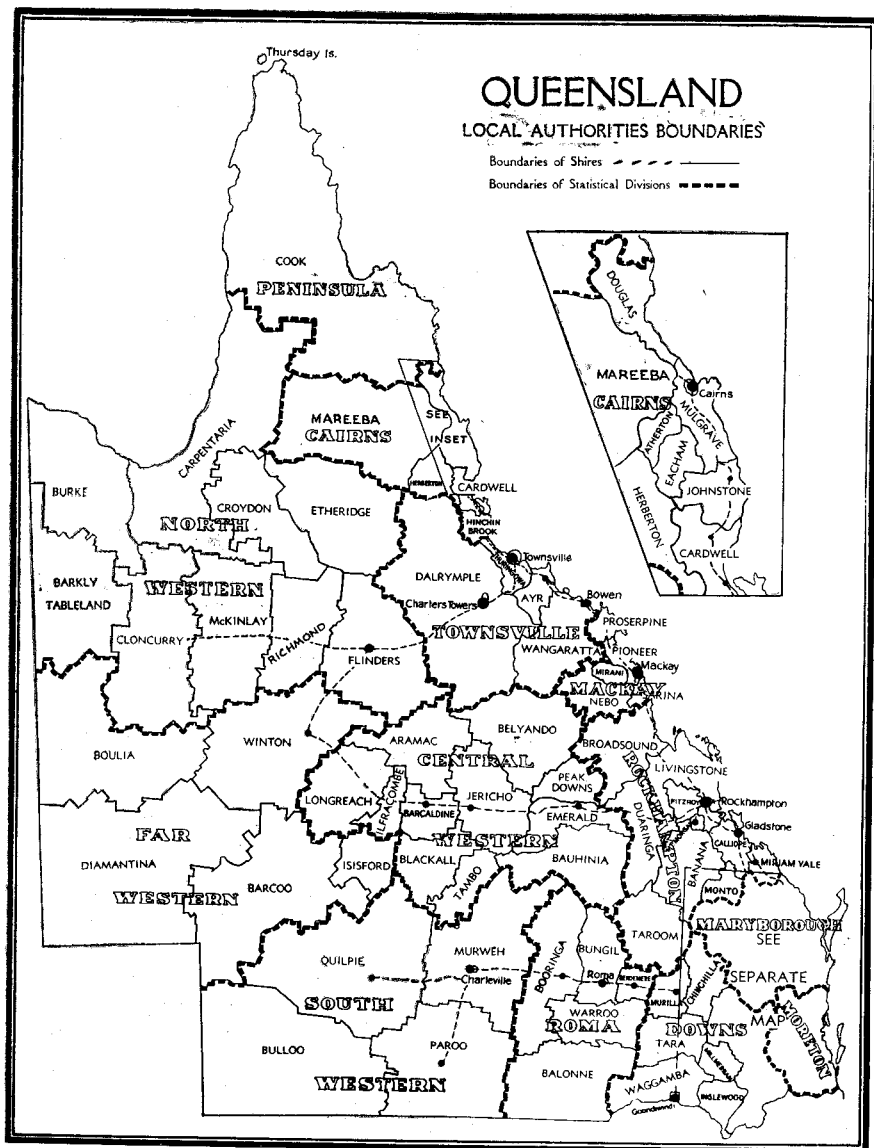 Thursday Is.
QUEENSLAND
LOCAL AUTHORITIES BOUNDARIES
Boundaries of Shires
Boundaries of Statistical Divisions
COOK
PENINSULA
DOUGLAS
MAREEBA
CAIRNS
Cairns
MULGRAVE
ATHERTON
EACHAM
JOHNSTONE
HERBERTON
CARDWELL
MAREEBA
CAIRNS
SEE
INSET
HERBERTON
CARDWELL
CARPENTARIA
BURKE
CROYDON
ETHERIDGE
NORTH
HINCHIN
BROOK
Townsville
DALRYMPLE
BARKLY
TABLELAND
WESTERN
AYR
Bowen
Charters Towers
McKINLAY
RICHMOND
TOWNSVILLE
PROSERPINE
CLONCURRY
FLINDERS
WANGARATTA
PIONEER
MIRANI
Mackay
MACKAY
NEBO
BOULIA
WINTON
ARAMAC
BELYANDO
BROADSOUND
CENTRAL
LIVINGSTONE
PEAK
DOWNS
LONGREACH
ILFRACOMBE
BARCALDINE
JERICHO
EMERALD
DUARINGA
ROCKHAMPTON
FITZROY
Rockhampton
Gladstone
FAR
WESTERN
CALLIOPE
DIAMANTINA
ISISFORD
BLACKALL
TAMBO
BAUHINIA
BANANA
MIRIAM VALE
WESTERN
BARCOO
MONTO
MARYBOROUGH
SEE
TAROOM
QUILPIE
MURWEH
Charleville
BOORINGA
BUNGIL
Roma
SEPARATE
CHINCHILLA
MURILLA
SOUTH
WARROO
ROMA
DOWNS
MAP
MORETON
TARA
BULLOO
PAROO
WESTERN
BALONNE
WAGGAMBA
INGLEWOOD
Goondiwindi